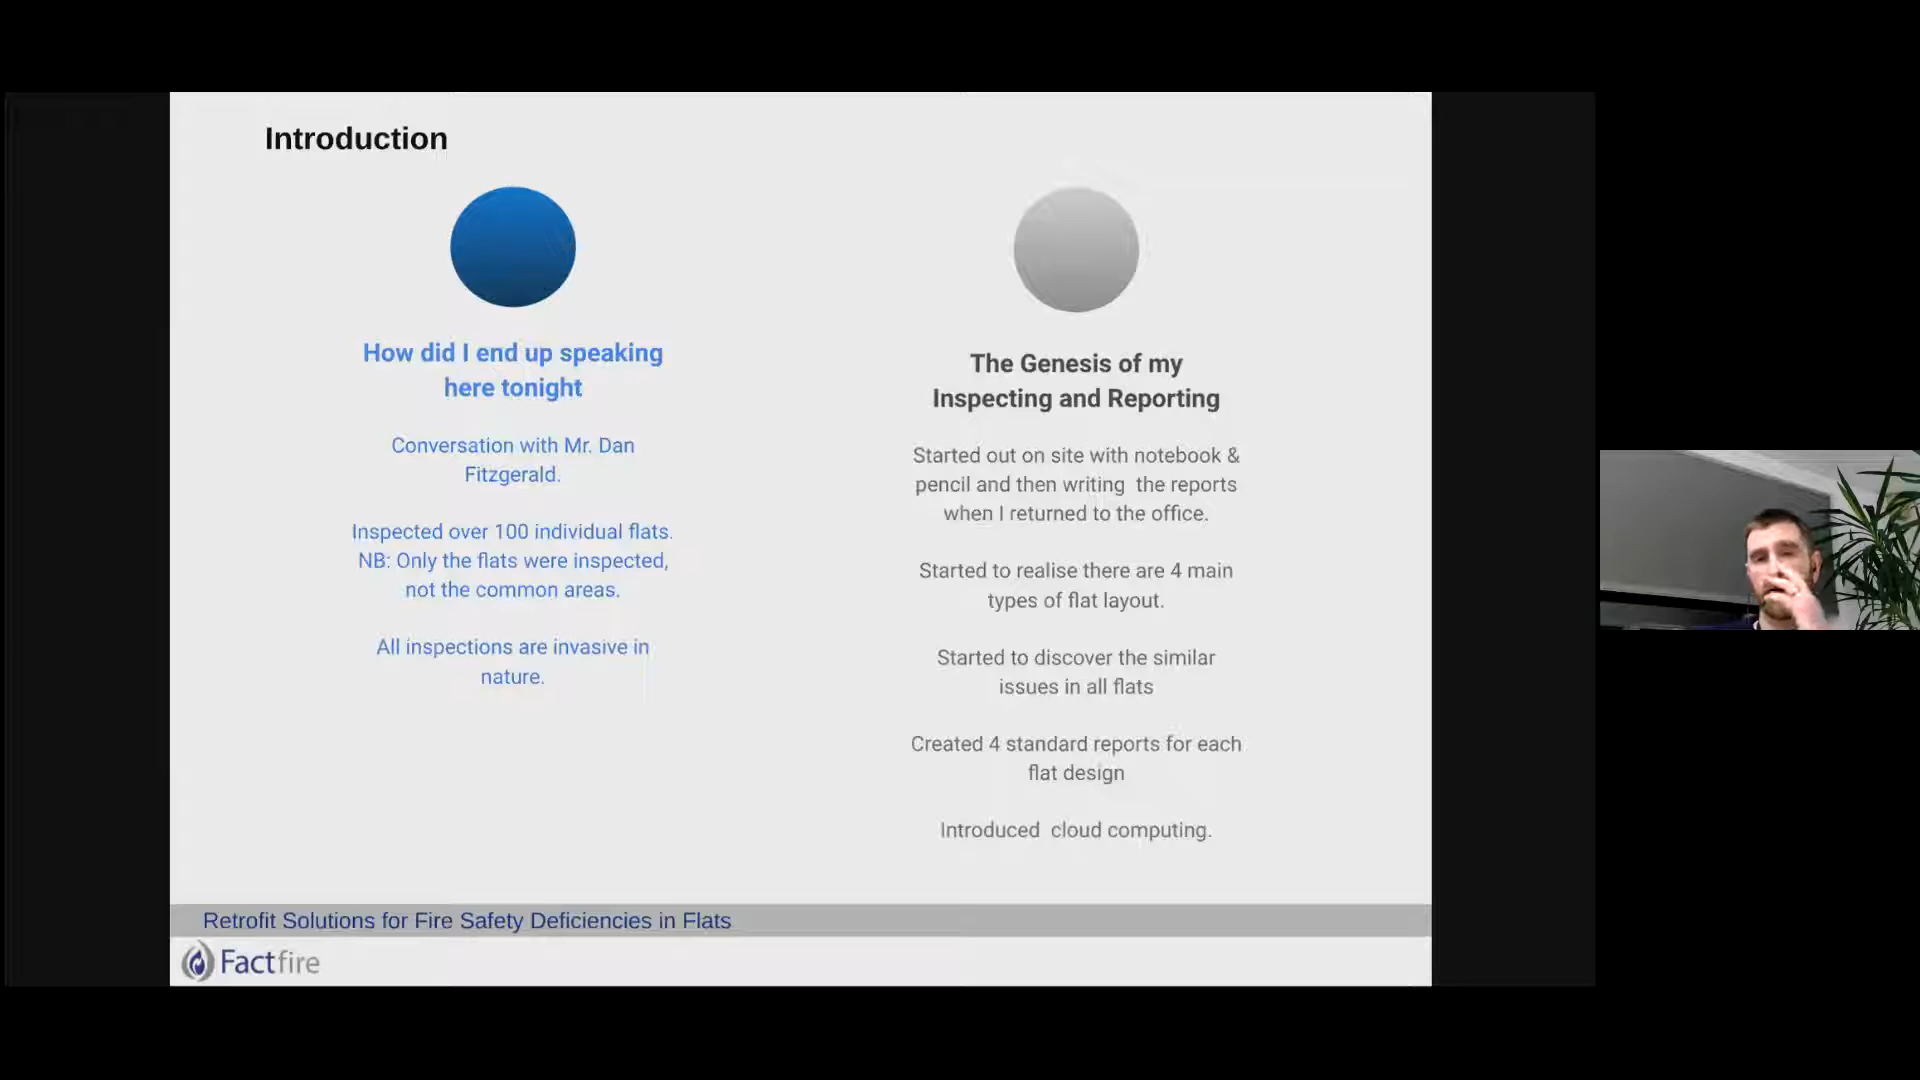 Introduction
How did I end up speaking
here tonight
Conversation with Mr. Dan
Fitzgerald.
Inspected over 100 individual flats.
NB: Only the flats were inspected,
not the common areas.
All inspections are invasive in
nature.
The Genesis of my
Inspecting and Reporting
Started out on site with notebook &
pencil and then writing the reports
when I returned to the office.
Started to realise there are 4 main
types of flat layout.
Started to discover the similar
issues in all flats
Created 4 standard reports for each
flat design
Introduced cloud computing.
Retrofit Solutions for Fire Safety Deficiencies in Flats
Factfire